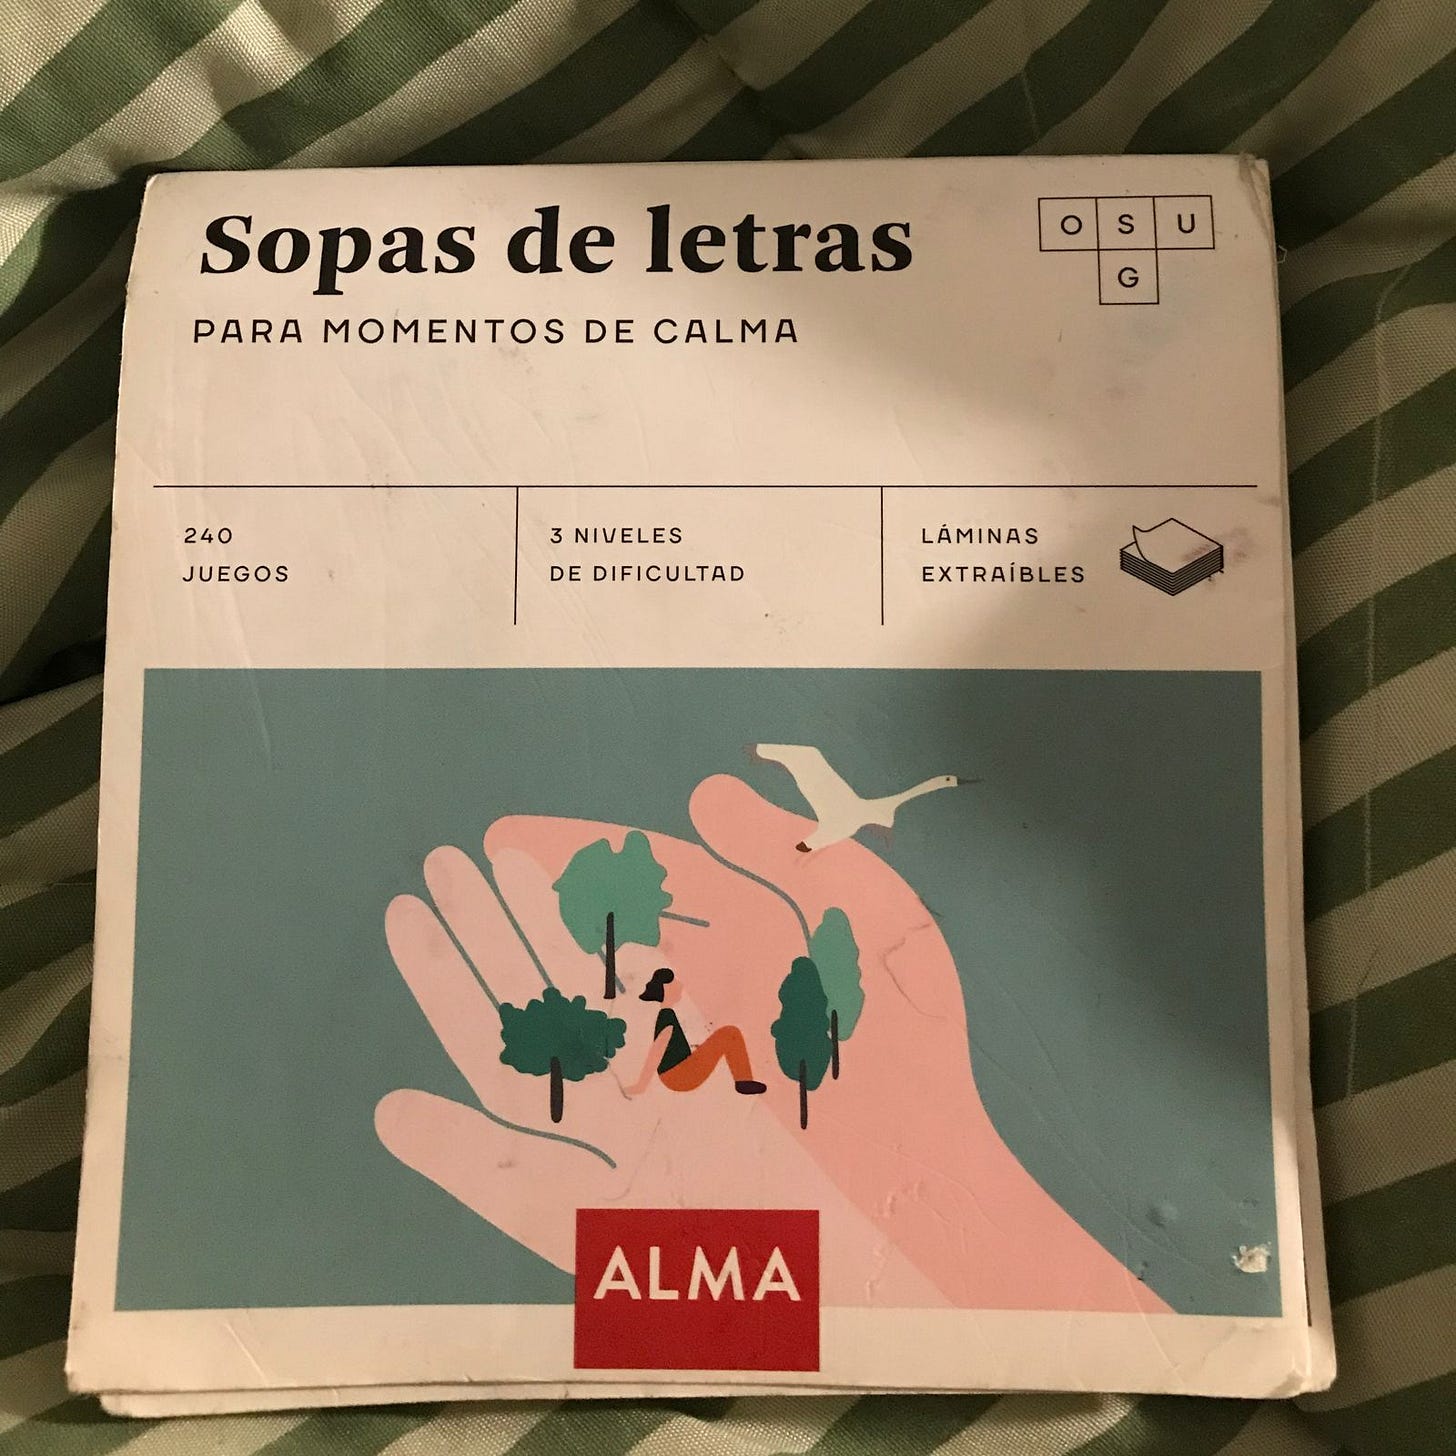 Sopas de letras
PARA MOMENTOS DE CALMA
O S U
G
240
JUEGOS
3 NIVELES
DE DIFICULTAD
LÁMINAS
EXTRAÍBLES
ALMA